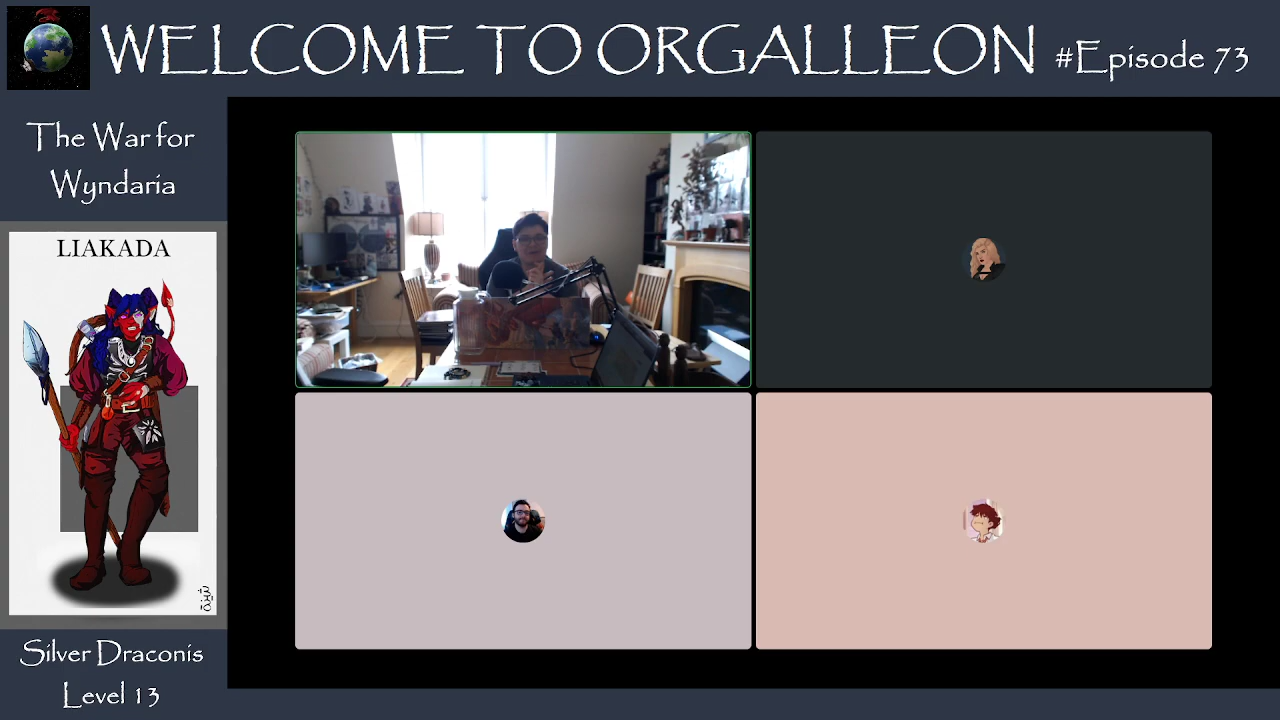 WELCOME TO ORGALLEON #Episode 73
The War for
Wyndaria
LIAKADA
Silver Draconis
Level 13